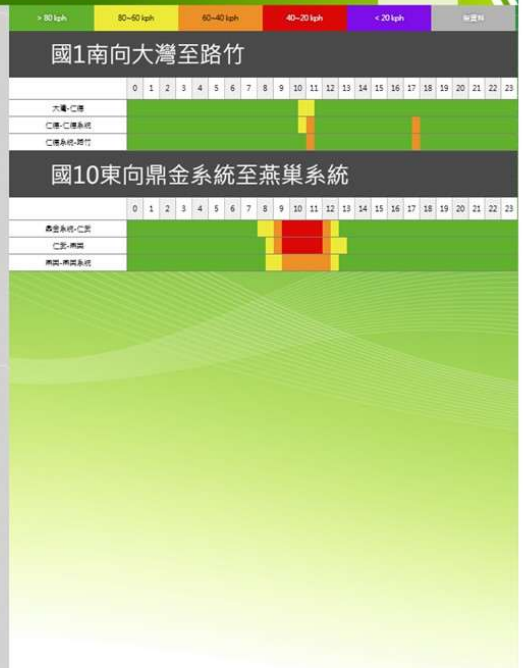 > 80 kph 80~60 kph 60~40 kph 40~20 kph < 20 kph 無資料
國1南向大灣至路竹
0 1 2 3 4 5 6 7 8 9 10 11 12 13 14 15 16 17 18 19 20 21 22 23
大灣-仁德
仁德-仁德系統
仁德系統-路竹
國10東向鼎金系統至燕巢系統
0 1 2 3 4 5 6 7 8 9 10 11 12 13 14 15 16 17 18 19 20 21 22 23
鼎金系統-仁武
仁武-燕巢
燕巢-燕巢系統